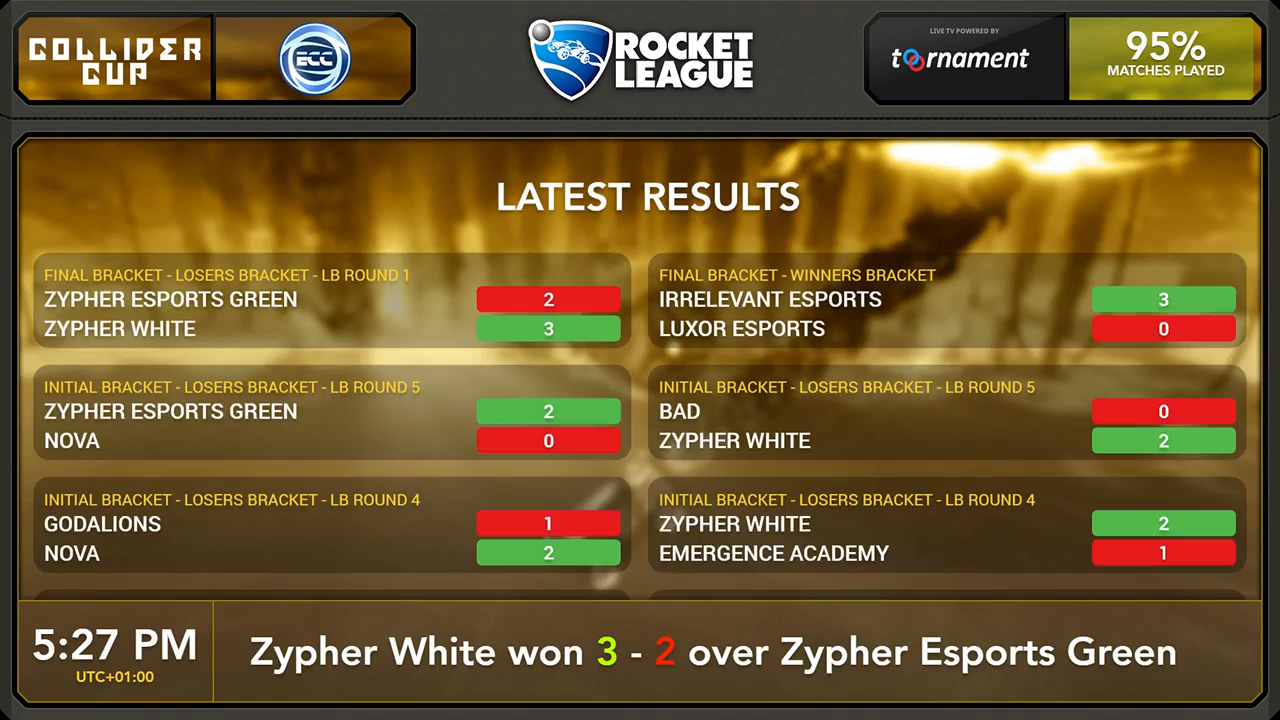 COLLIDER
CUP
ECC
ROCKET
LEAGUE
LIVE TV POWERED BY
toornament
95%
MATCHES PLAYED
LATEST RESULTS
FINAL BRACKET - LOSERS BRACKET - LB ROUND 1
ZYPHER ESPORTS GREEN 2
ZYPHER WHITE 3
FINAL BRACKET - WINNERS BRACKET
IRRELEVANT ESPORTS 3
LUXOR ESPORTS 0
INITIAL BRACKET - LOSERS BRACKET - LB ROUND 5
ZYPHER ESPORTS GREEN 2
NOVA 0
INITIAL BRACKET - LOSERS BRACKET - LB ROUND 5
BAD 0
ZYPHER WHITE 2
INITIAL BRACKET - LOSERS BRACKET - LB ROUND 4
GODALIONS 1
NOVA 2
INITIAL BRACKET - LOSERS BRACKET - LB ROUND 4
ZYPHER WHITE 2
EMERGENCE ACADEMY 1
5:27 PM
UTC+01:00
Zypher White won 3 - 2 over Zypher Esports Green